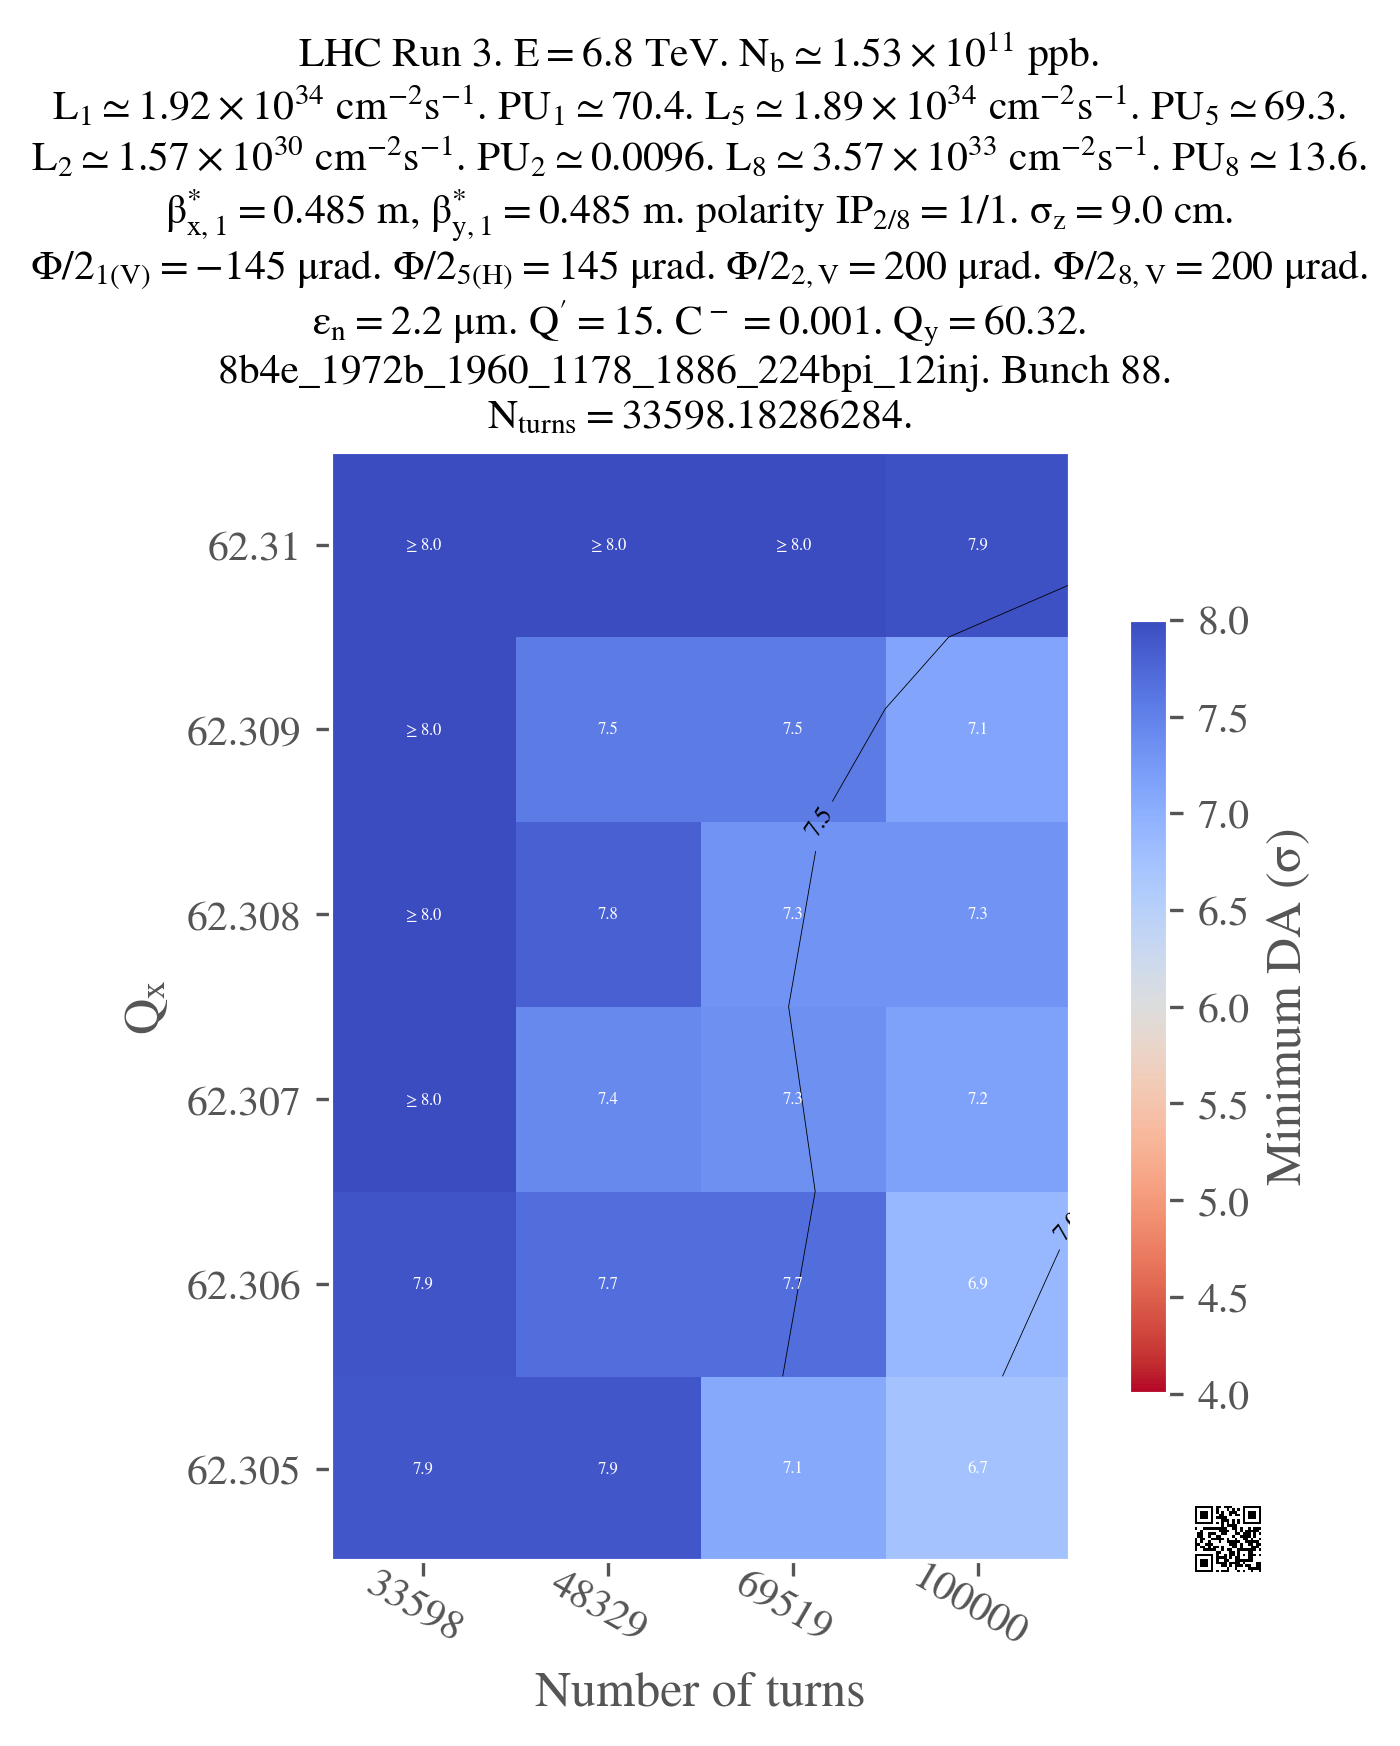 LHC Run 3. E = 6.8 TeV. N_b ≃ 1.53 × 10^11 ppb.
L_1 ≃ 1.92 × 10^34 cm^−2 s^−1. PU_1 ≃ 70.4. L_5 ≃ 1.89 × 10^34 cm^−2 s^−1. PU_5 ≃ 69.3.
L_2 ≃ 1.57 × 10^30 cm^−2 s^−1. PU_2 ≃ 0.0096. L_8 ≃ 3.57 × 10^33 cm^−2 s^−1. PU_8 ≃ 13.6.
β*_x,1 = 0.485 m, β*_y,1 = 0.485 m. polarity IP_2/8 = 1/1. σ_z = 9.0 cm.
Φ/2_1(V) = −145 μrad. Φ/2_5(H) = 145 μrad. Φ/2_2,V = 200 μrad. Φ/2_8,V = 200 μrad.
ε_n = 2.2 μm. Q′ = 15. C^− = 0.001. Q_y = 60.32.
8b4e_1972b_1960_1178_1886_224bpi_12inj. Bunch 88.
N_turns = 33598.18286284.
62.31 ≥ 8.0 ≥ 8.0 ≥ 8.0 7.9
62.309 ≥ 8.0 7.5 7.5 7.1
7.5
62.308 ≥ 8.0 7.8 7.3 7.3
62.307 ≥ 8.0 7.4 7.3 7.2
62.306 7.9 7.7 7.7 6.9
62.305 7.9 7.9 7.1 6.7
Q_x
33598 48329 69519 100000
Number of turns
8.0
7.5
7.0
6.5
6.0
5.5
5.0
4.5
4.0
Minimum DA (σ)